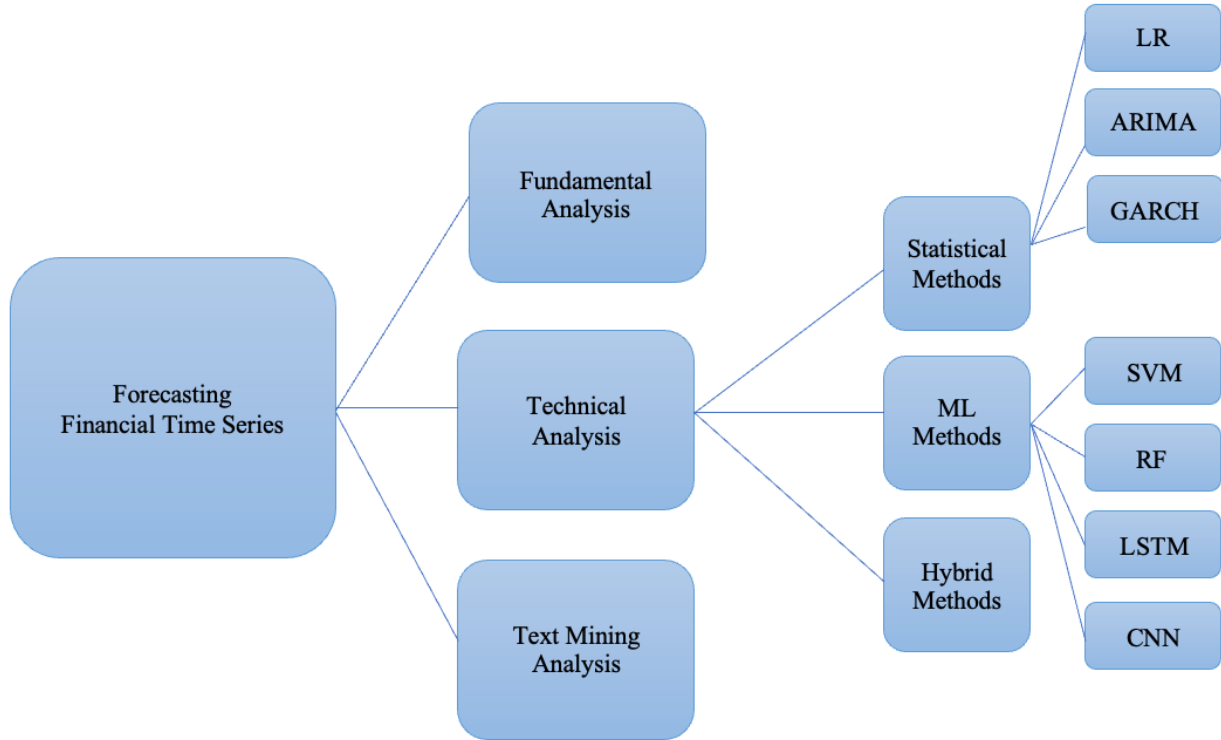 Forecasting
Financial Time Series
Fundamental
Analysis
Technical
Analysis
Text Mining
Analysis
Statistical
Methods
ML
Methods
Hybrid
Methods
LR
ARIMA
GARCH
SVM
RF
LSTM
CNN